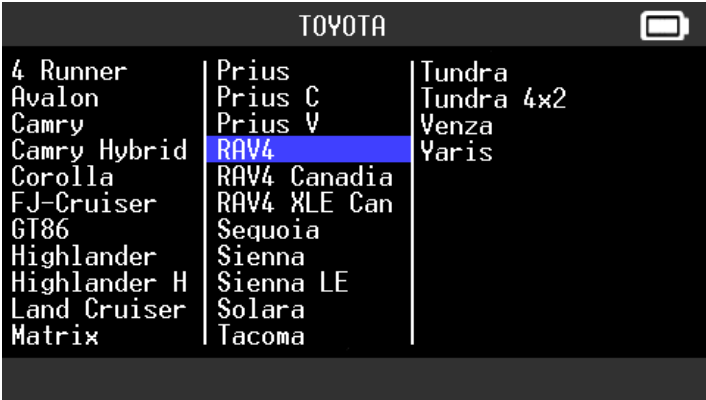 TOYOTA
4 Runner
Avalon
Camry
Camry Hybrid
Corolla
FJ-Cruiser
GT86
Highlander
Highlander H
Land Cruiser
Matrix
Prius
Prius C
Prius V
RAV4
RAV4 Canadia
RAV4 XLE Can
Sequoia
Sienna
Sienna LE
Solara
Tacoma
Tundra
Tundra 4x2
Venza
Yaris